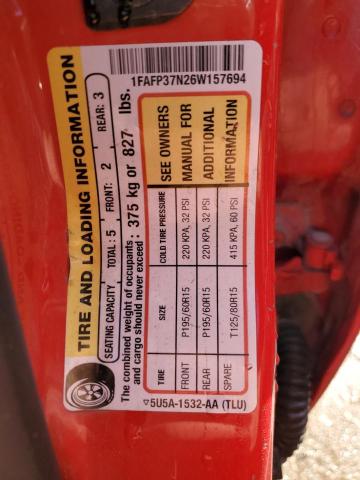 1FAFP37N26W157694
TIRE AND LOADING INFORMATION
SEATING CAPACITY TOTAL : 5 FRONT: 2 REAR: 3
The combined weight of occupants
and cargo should never exceed : 375 kg or 827 lbs.
TIRE SIZE COLD TIRE PRESSURE
FRONT P195/60R15 220 KPA, 32 PSI
REAR P195/60R15 220 KPA, 32 PSI
SPARE T125/80R15 415 KPA, 60 PSI
SEE OWNERS
MANUAL FOR
ADDITIONAL
INFORMATION
▽5U5A-1532-AA (TLU)